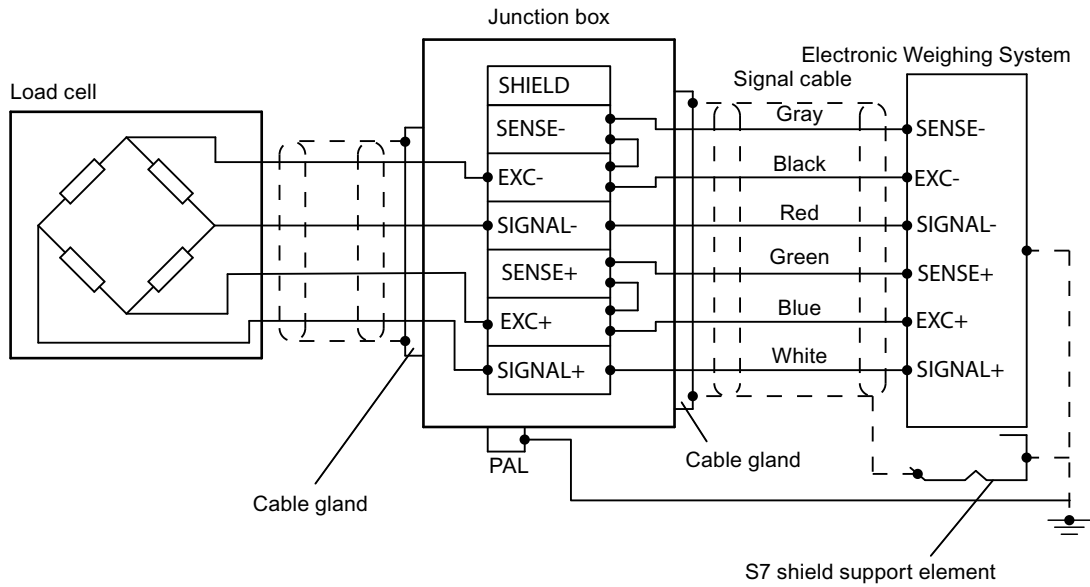 Junction box
Electronic Weighing System
Load cell
Signal cable
SHIELD
SENSE-
EXC-
SIGNAL-
SENSE+
EXC+
SIGNAL+
Gray
Black
Red
Green
Blue
White
SENSE-
EXC-
SIGNAL-
SENSE+
EXC+
SIGNAL+
PAL
Cable gland
Cable gland
S7 shield support element